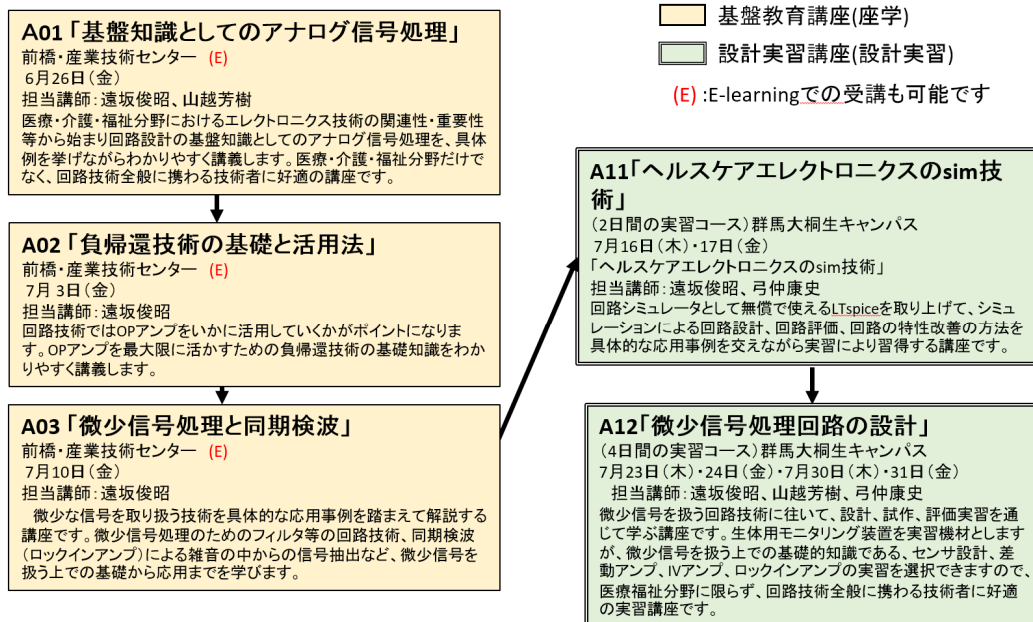 A01 「基盤知識としてのアナログ信号処理」
前橋・産業技術センター (E)
6月26日(金)
担当講師:遠坂俊昭、山越芳樹
医療・介護・福祉分野におけるエレクトロニクス技術の関連性・重要性
等から始まり回路設計の基盤知識としてのアナログ信号処理を、具体
例を挙げながらわかりやすく講義します。医療・介護・福祉分野だけで
なく、回路技術全般に携わる技術者に好適の講座です。
A02 「負帰還技術の基礎と活用法」
前橋・産業技術センター (E)
7月 3日(金)
担当講師:遠坂俊昭
回路技術ではOPアンプをいかに活用していくかがポイントになりま
す。OPアンプを最大限に活かすための負帰還技術の基礎知識をわか
りやすく講義します。
A03 「微少信号処理と同期検波」
前橋・産業技術センター (E)
7月10日(金)
担当講師:遠坂俊昭
微少な信号を取り扱う技術を具体的な応用事例を踏まえて解説する
講座です。微少信号処理のためのフィルタ等の回路技術、同期検波
(ロックインアンプ)による雑音の中からの信号抽出など、微少信号を
扱う上での基礎から応用までを学びます。
基盤教育講座(座学)
設計実習講座(設計実習)
(E) :E-learningでの受講も可能です
A11「ヘルスケアエレクトロニクスのsim技
術」
(2日間の実習コース)群馬大桐生キャンパス
7月16日(木)・17日(金)
「ヘルスケアエレクトロニクスのsim技術」
担当講師:遠坂俊昭、弓仲康史
回路シミュレータとして無償で使えるLTspiceを取り上げて、シミュ
レーションによる回路設計、回路評価、回路の特性改善の方法を
具体的な応用事例を交えながら実習により習得する講座です。
A12「微少信号処理回路の設計」
(4日間の実習コース)群馬大桐生キャンパス
7月23日(木)・24日(金)・7月30日(木)・31日(金)
担当講師:遠坂俊昭、山越芳樹、弓仲康史
微少信号を扱う回路技術に往いて、設計、試作、評価実習を通
じて学ぶ講座です。生体用モニタリング装置を実習機材とします
が、微少信号を扱う上での基礎的知識である、センサ設計、差
動アンプ、IVアンプ、ロックインアンプの実習を選択できますので、
医療福祉分野に限らず、回路技術全般に携わる技術者に好適
の実習講座です。